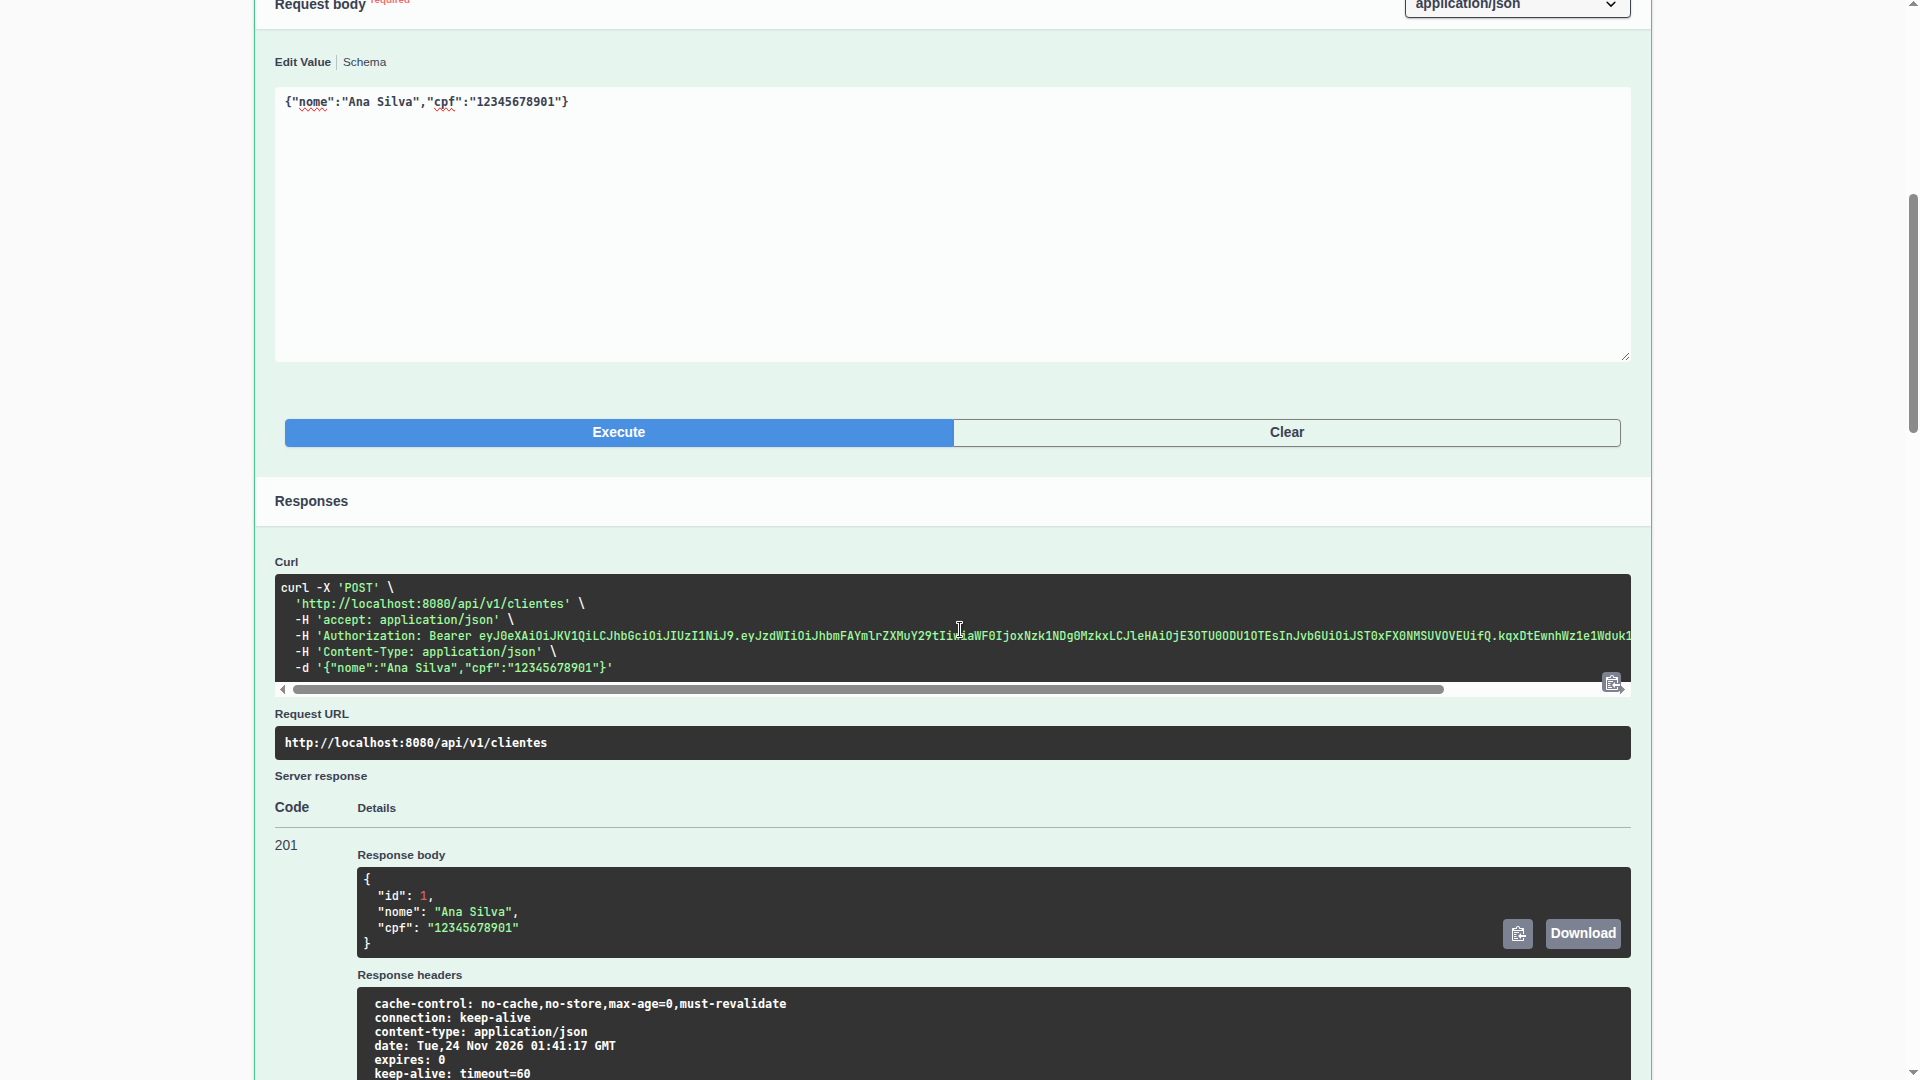 Request body required
application/json
Edit Value Schema
{"nome":"Ana Silva","cpf":"12345678901"}
Execute Clear
Responses
Curl
curl -X 'POST' \
'http://localhost:8080/api/v1/clientes' \
-H 'accept: application/json' \
-H 'Authorization: Bearer
-H 'Content-Type: application/json' \
-d '{"nome":"Ana Silva","cpf":"12345678901"}'
Request URL
http://localhost:8080/api/v1/clientes
Server response
Code Details
201
Response body
{
"id": 1,
"nome": "Ana Silva",
"cpf": "12345678901"
}
Download
Response headers
cache-control: no-cache,no-store,max-age=0,must-revalidate
connection: keep-alive
content-type: application/json
date: Tue,24 Nov 2026 01:41:17 GMT
expires: 0
keep-alive: timeout=60